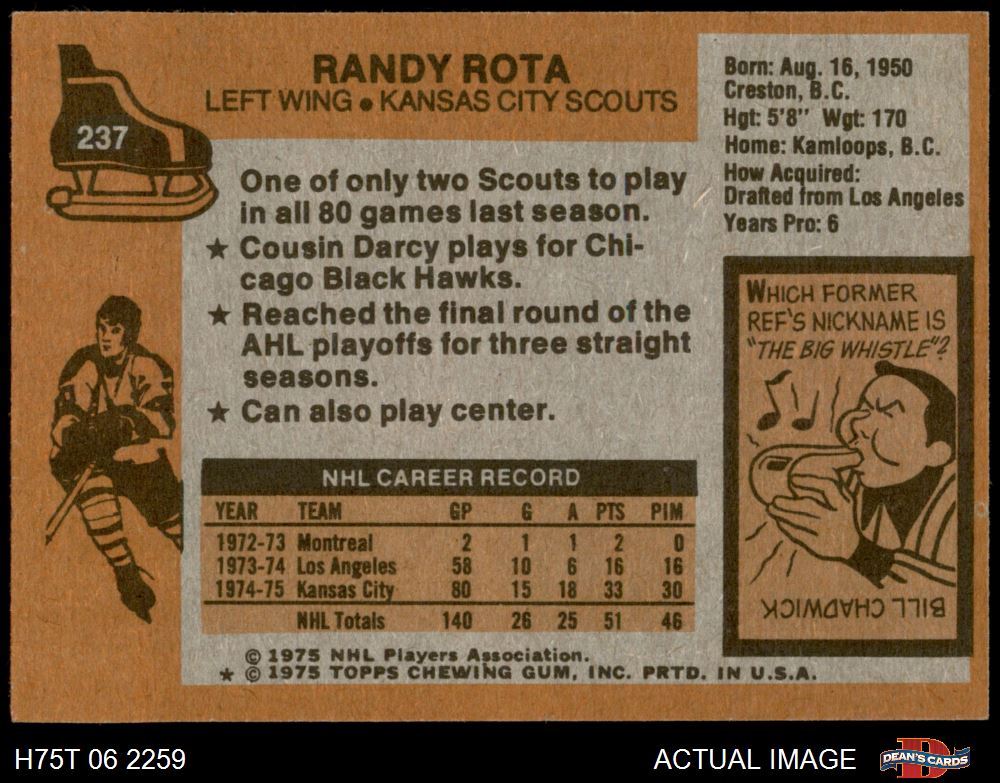 237
RANDY ROTA
LEFT WING ● KANSAS CITY SCOUTS
One of only two Scouts to play
in all 80 games last season.
★ Cousin Darcy plays for Chi-
cago Black Hawks.
★ Reached the final round of the
AHL playoffs for three straight
seasons.
★ Can also play center.
NHL CAREER RECORD
YEAR TEAM GP G A PTS PIM
1972-73 Montreal 2 1 1 2 0
1973-74 Los Angeles 58 10 6 16 16
1974-75 Kansas City 80 15 18 33 30
NHL Totals 140 26 25 51 46
© 1975 NHL Players Association.
★ © 1975 TOPPS CHEWING GUM, INC. PRTD. IN U.S.A.
Born: Aug. 16, 1950
Creston, B.C.
Hgt: 5'8" Wgt: 170
Home: Kamloops, B.C.
How Acquired:
Drafted from Los Angeles
Years Pro: 6
WHICH FORMER
REF'S NICKNAME IS
"THE BIG WHISTLE"?
BILL CHADWICK
H75T 06 2259
ACTUAL IMAGE
DEAN'S CARDS